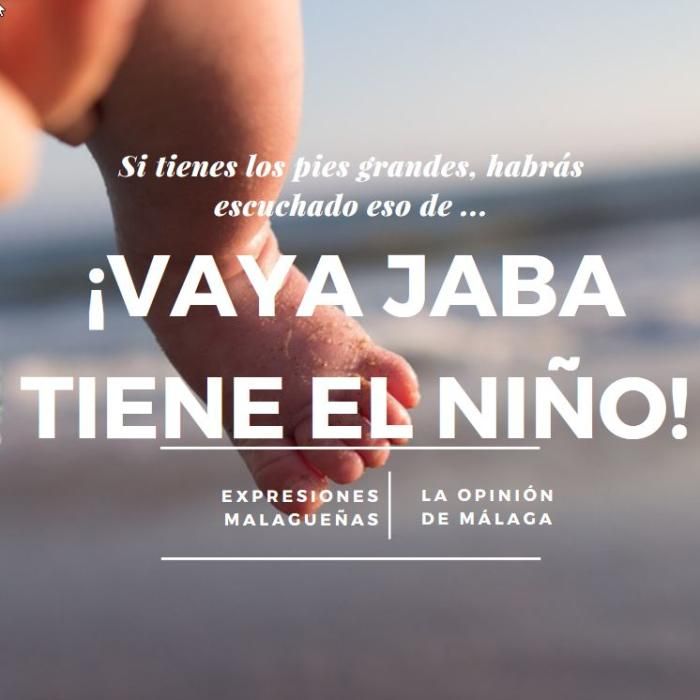 Si tienes los pies grandes, habrás
escuchado eso de ...
¡VAYA JABA
TIENE EL NIÑO!
EXPRESIONES
MALAGUEÑAS
LA OPINIÓN
DE MÁLAGA